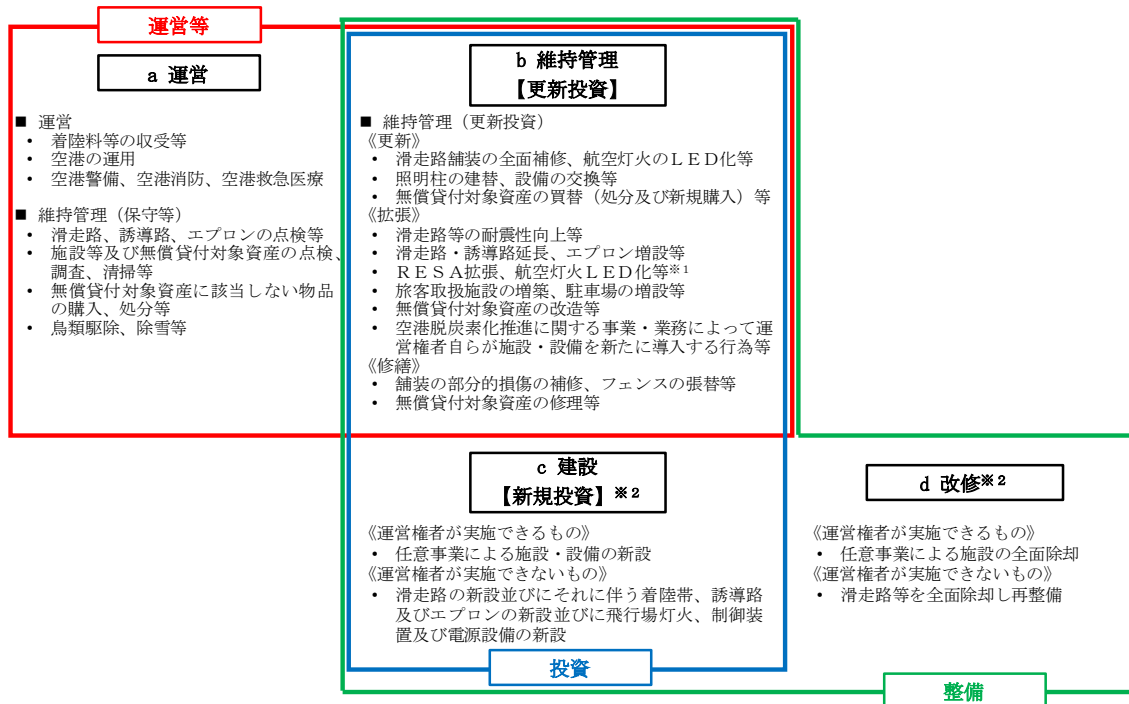 運営等
a 運営
■ 運営
• 着陸料等の収受等
• 空港の運用
• 空港警備、空港消防、空港救急医療
■ 維持管理（保守等）
• 滑走路、誘導路、エプロンの点検等
• 施設等及び無償貸付対象資産の点検、
調査、清掃等
• 無償貸付対象資産に該当しない物品
の購入、処分等
• 鳥類駆除、除雪等
b 維持管理
【更新投資】
■ 維持管理（更新投資）
《更新》
• 滑走路舗装の全面補修、航空灯火のＬＥＤ化等
• 照明柱の建替、設備の交換等
• 無償貸付対象資産の買替（処分及び新規購入）等
《拡張》
• 滑走路等の耐震性向上等
• 滑走路・誘導路延長、エプロン増設等
• ＲＥＳＡ拡張、航空灯火ＬＥＤ化等※1
• 旅客取扱施設の増築、駐車場の増設等
• 無償貸付対象資産の改造等
• 空港脱炭素化推進に関する事業・業務によって運
営権者自らが施設・設備を新たに導入する行為等
《修繕》
• 舗装の部分的損傷の補修、フェンスの張替等
• 無償貸付対象資産の修理等
c 建設
【新規投資】※2
《運営権者が実施できるもの》
• 任意事業による施設・設備の新設
《運営権者が実施できないもの》
• 滑走路の新設並びにそれに伴う着陸帯、誘導路
及びエプロンの新設並びに飛行場灯火、制御装
置及び電源設備の新設
投資
d 改修※2
《運営権者が実施できるもの》
• 任意事業による施設の全面除却
《運営権者が実施できないもの》
• 滑走路等を全面除却し再整備
整備